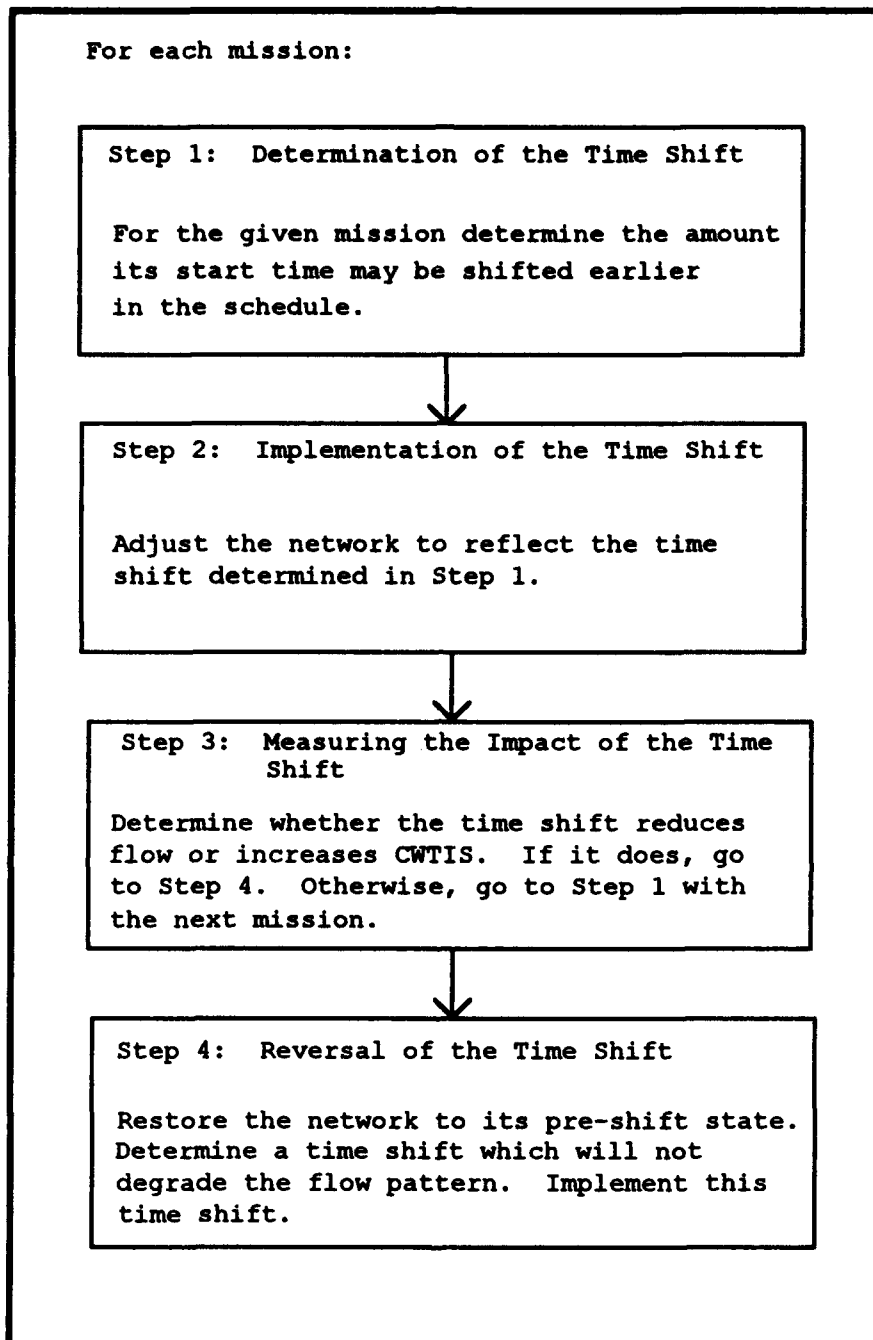 For each mission:
Step 1: Determination of the Time Shift
For the given mission determine the amount
its start time may be shifted earlier
in the schedule.
Step 2: Implementation of the Time Shift
Adjust the network to reflect the time
shift determined in Step 1.
Step 3: Measuring the Impact of the Time
Shift
Determine whether the time shift reduces
flow or increases CWTIS. If it does, go
to Step 4. Otherwise, go to Step 1 with
the next mission.
Step 4: Reversal of the Time Shift
Restore the network to its pre-shift state.
Determine a time shift which will not
degrade the flow pattern. Implement this
time shift.